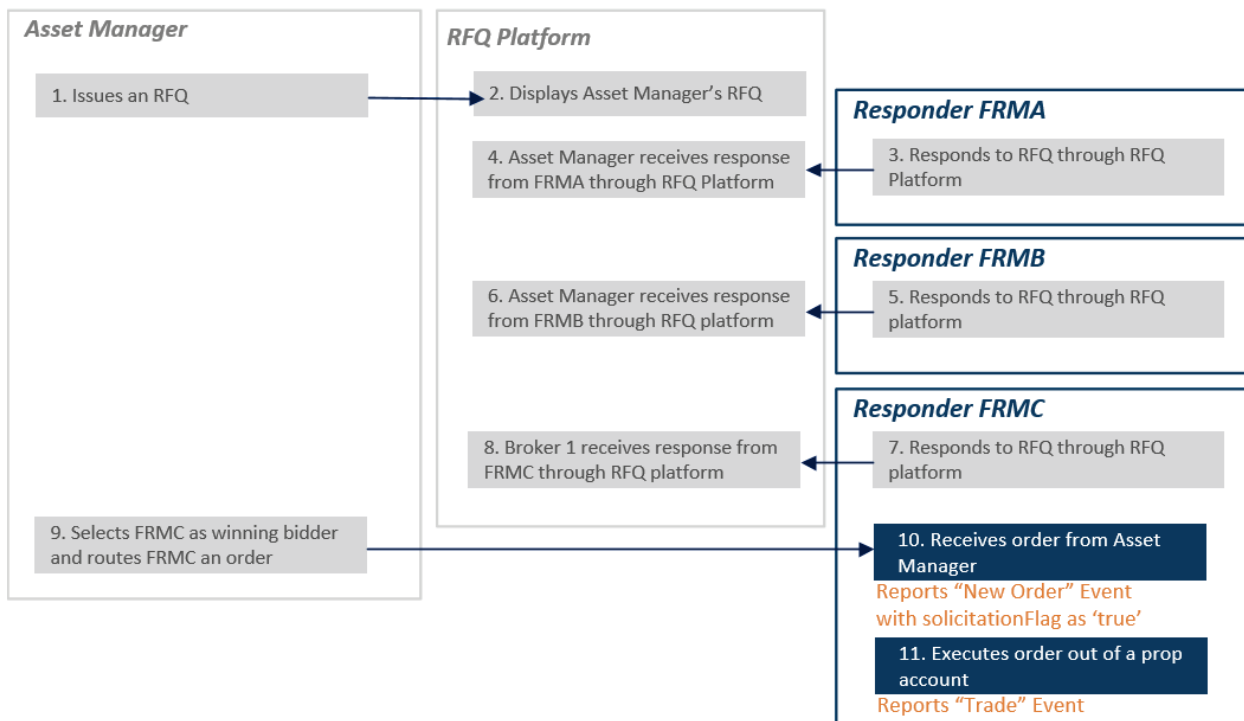 Asset Manager
RFQ Platform
1. Issues an RFQ
2. Displays Asset Manager's RFQ
Responder FRMA
4. Asset Manager receives response
from FRMA through RFQ Platform
3. Responds to RFQ through RFQ
Platform
Responder FRMB
6. Asset Manager receives response
from FRMB through RFQ platform
5. Responds to RFQ through RFQ
platform
Responder FRMC
8. Broker 1 receives response from
FRMC through RFQ platform
7. Responds to RFQ through RFQ
platform
9. Selects FRMC as winning bidder
and routes FRMC an order
10. Receives order from Asset
Manager
Reports “New Order” Event
with solicitationFlag as ‘true’
11. Executes order out of a prop
account
Reports “Trade” Event